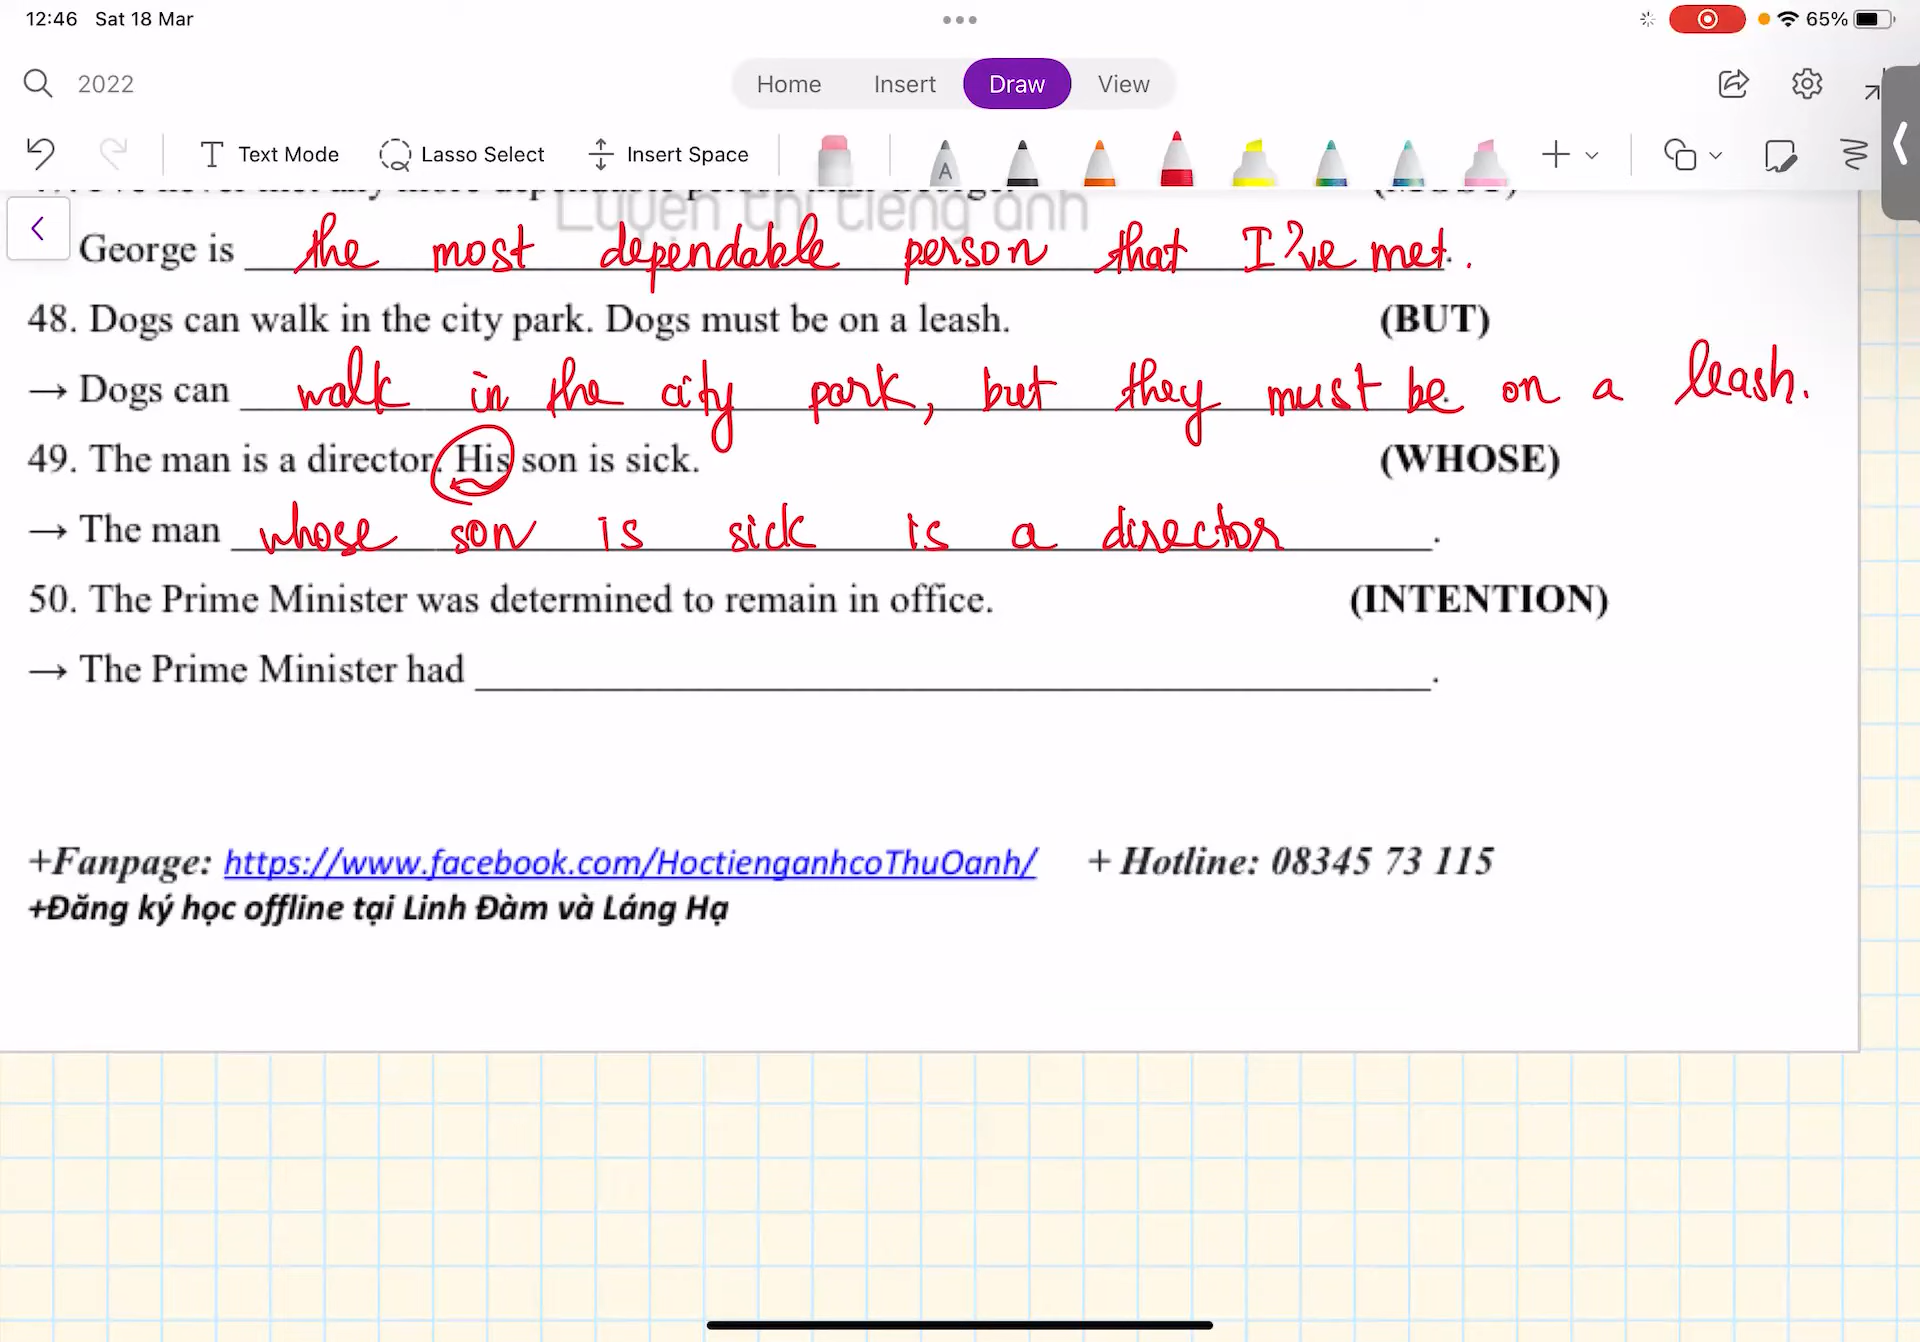 12:46 Sat 18 Mar 65%
2022 Home Insert Draw View
Text Mode Lasso Select Insert Space A
Luyện thi tiếng anh
George is the most dependable person that I've met.
48. Dogs can walk in the city park. Dogs must be on a leash. (BUT)
→ Dogs can walk in the city park, but they must be on a leash.
49. The man is a director. His son is sick. (WHOSE)
→ The man whose son is sick is a director.
50. The Prime Minister was determined to remain in office. (INTENTION)
→ The Prime Minister had ______.
+Fanpage: https://www.facebook.com/HoctienganhcoThuOanh/ + Hotline: 08345 73 115
+Đăng ký học offline tại Linh Đàm và Láng Hạ